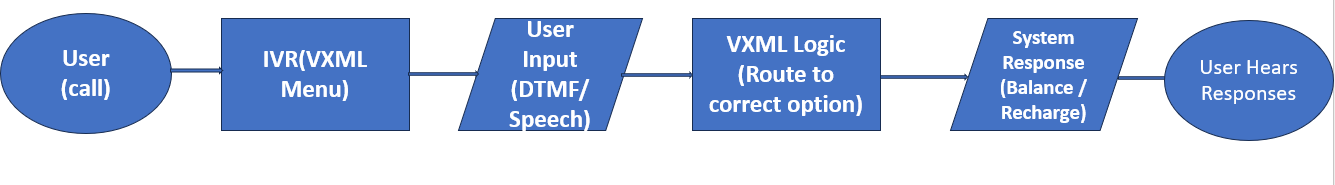 User
(call)
IVR(VXML
Menu)
User
Input
(DTMF/
Speech)
VXML Logic
(Route to
correct option)
System
Response
(Balance /
Recharge)
User Hears
Responses